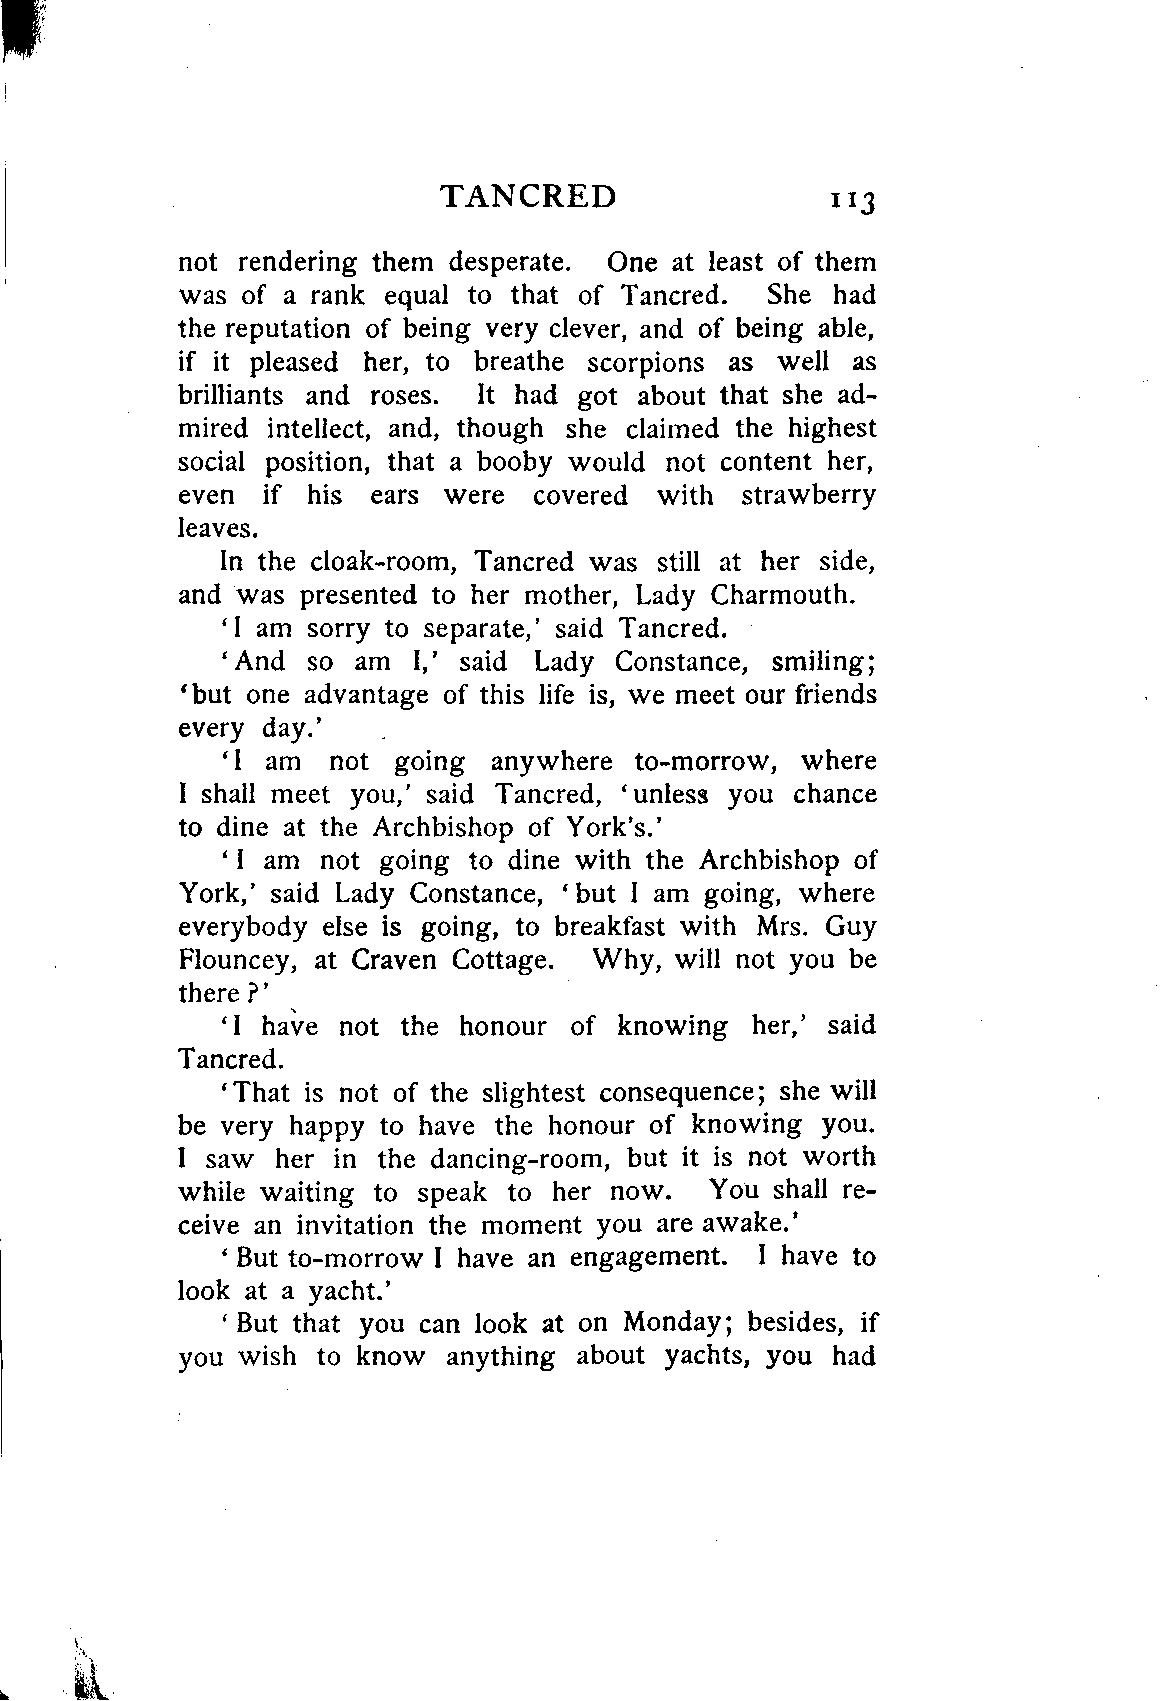 TANCRED 113
not rendering them desperate. One at least of them
was of a rank equal to that of Tancred. She had
the reputation of being very clever, and of being able,
if it pleased her, to breathe scorpions as well as
brilliants and roses. It had got about that she ad-
mired intellect, and, though she claimed the highest
social position, that a booby would not content her,
even if his ears were covered with strawberry
leaves.
In the cloak-room, Tancred was still at her side,
and was presented to her mother, Lady Charmouth.
‘I am sorry to separate,’ said Tancred.
‘And so am I,’ said Lady Constance, smiling;
‘but one advantage of this life is, we meet our friends
every day.’
‘I am not going anywhere to-morrow, where
I shall meet you,’ said Tancred, ‘unless you chance
to dine at the Archbishop of York’s.’
‘I am not going to dine with the Archbishop of
York,’ said Lady Constance, ‘but I am going, where
everybody else is going, to breakfast with Mrs. Guy
Flouncey, at Craven Cottage. Why, will not you be
there?’
‘I have not the honour of knowing her,’ said
Tancred.
‘That is not of the slightest consequence; she will
be very happy to have the honour of knowing you.
I saw her in the dancing-room, but it is not worth
while waiting to speak to her now. You shall re-
ceive an invitation the moment you are awake.’
‘But to-morrow I have an engagement. I have to
look at a yacht.’
‘But that you can look at on Monday; besides, if
you wish to know anything about yachts, you had